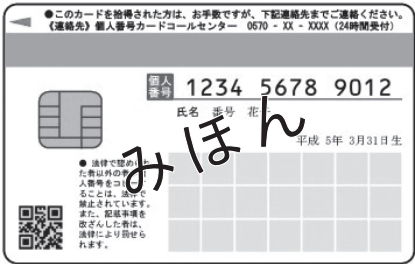 ●このカードを拾得された方は、お手数ですが、下記連絡先までご連絡ください。
《連絡先》個人番号カードコールセンター 0570 - XX - XXXX（24時間受付）
個人
番号
1234 5678 9012
氏名 番号 花
平成 5年 3月31日生
みほん
● 法律で認め
た者以外の者
人番号をコピー
ることは、法律で
禁止されています。
また、記載事項を
改ざんした者は、
法律により罰せら
れます。